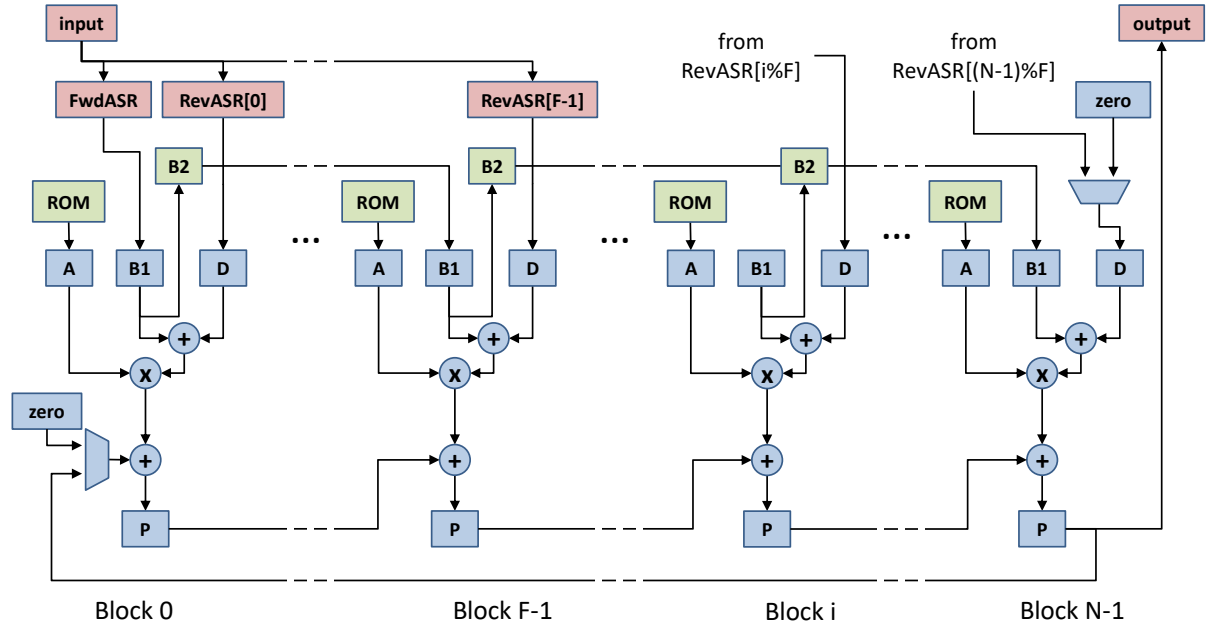 input
output
from
RevASR[i%F]
from
RevASR[(N-1)%F]
FwdASR
RevASR[0]
RevASR[F-1]
zero
B2
B2
B2
ROM
ROM
ROM
ROM
...
...
...
A
B1
D
A
B1
D
A
B1
D
A
B1
D
+
+
+
+
x
x
x
x
zero
+
+
+
+
P
P
P
P
Block 0
Block F-1
Block i
Block N-1